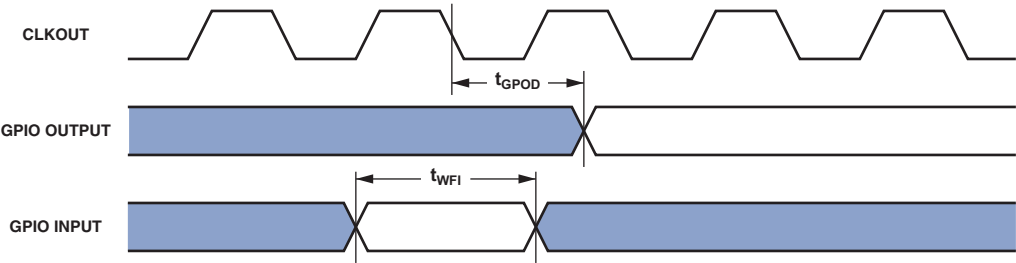 CLKOUT
tGPOD
GPIO OUTPUT
tWFI
GPIO INPUT